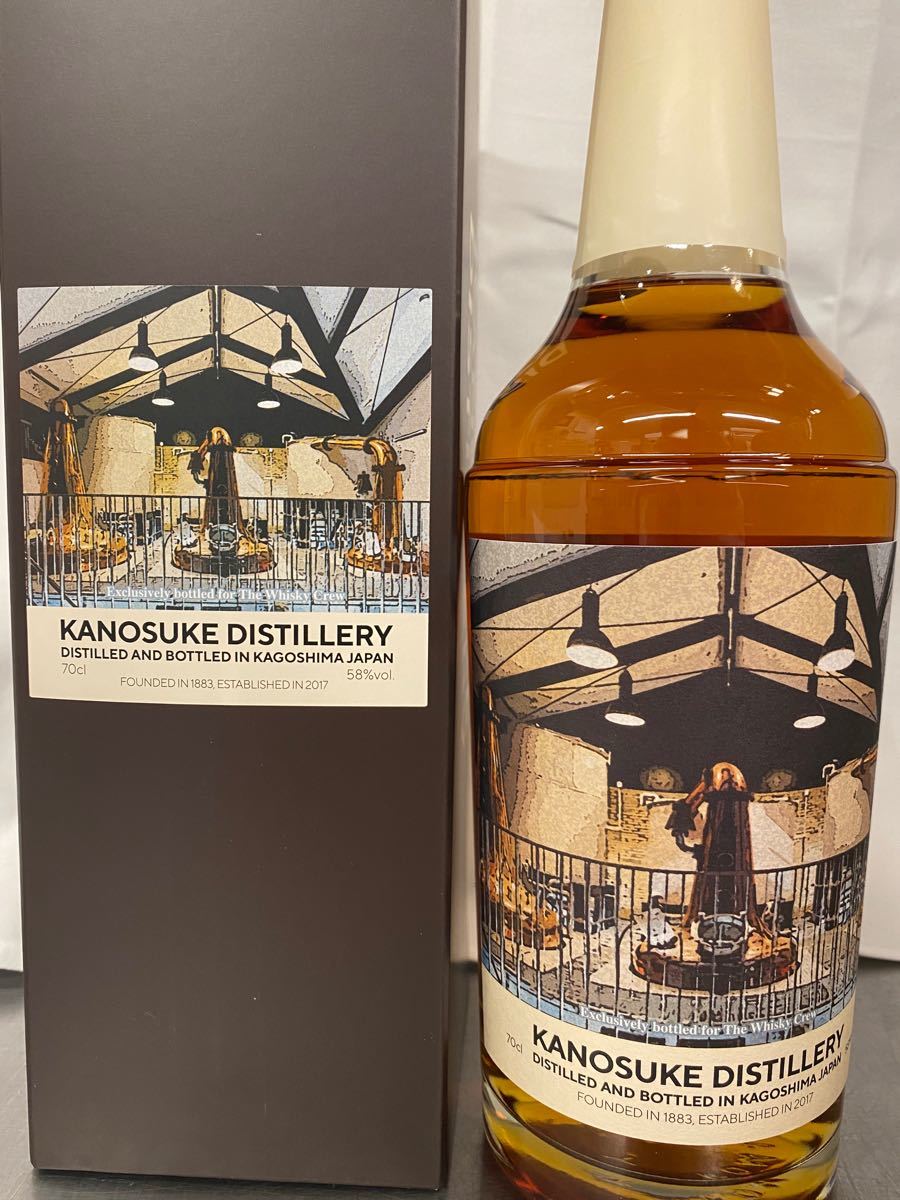 Exclusively bottled for The Whisky Crew
KANOSUKE DISTILLERY
DISTILLED AND BOTTLED IN KAGOSHIMA JAPAN
70cl 58%vol.
FOUNDED IN 1883, ESTABLISHED IN 2017
Exclusively bottled for The Whisky Crew
70cl KANOSUKE DISTILLERY
DISTILLED AND BOTTLED IN KAGOSHIMA JAPAN
FOUNDED IN 1883, ESTABLISHED IN 2017